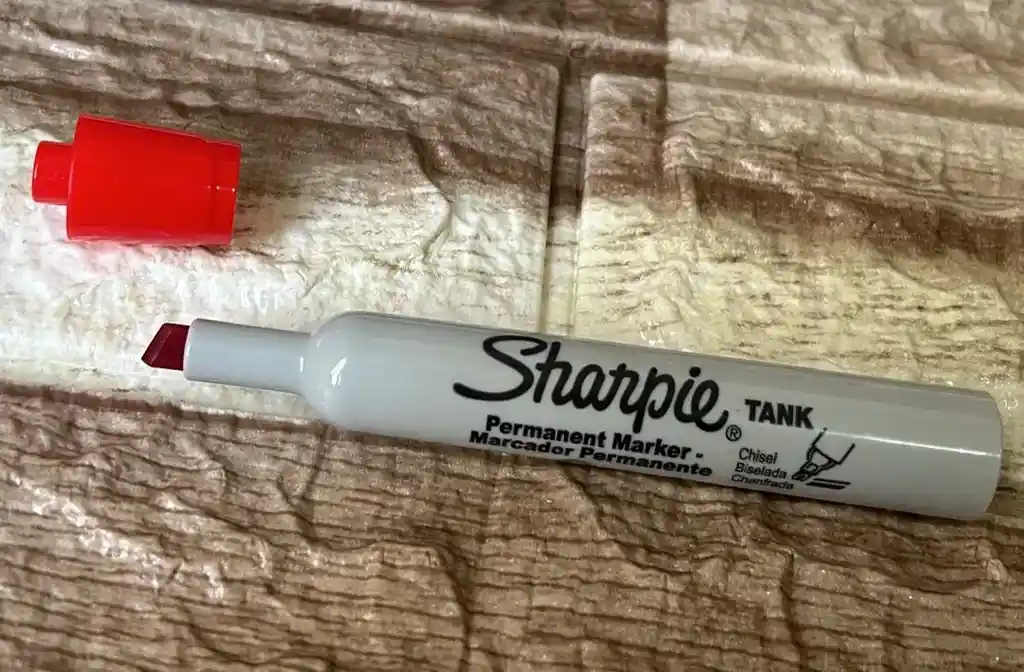 Sharpie® TANK
Permanent Marker -
Marcador Permanente
Chisel
Biselada
Chanfrada